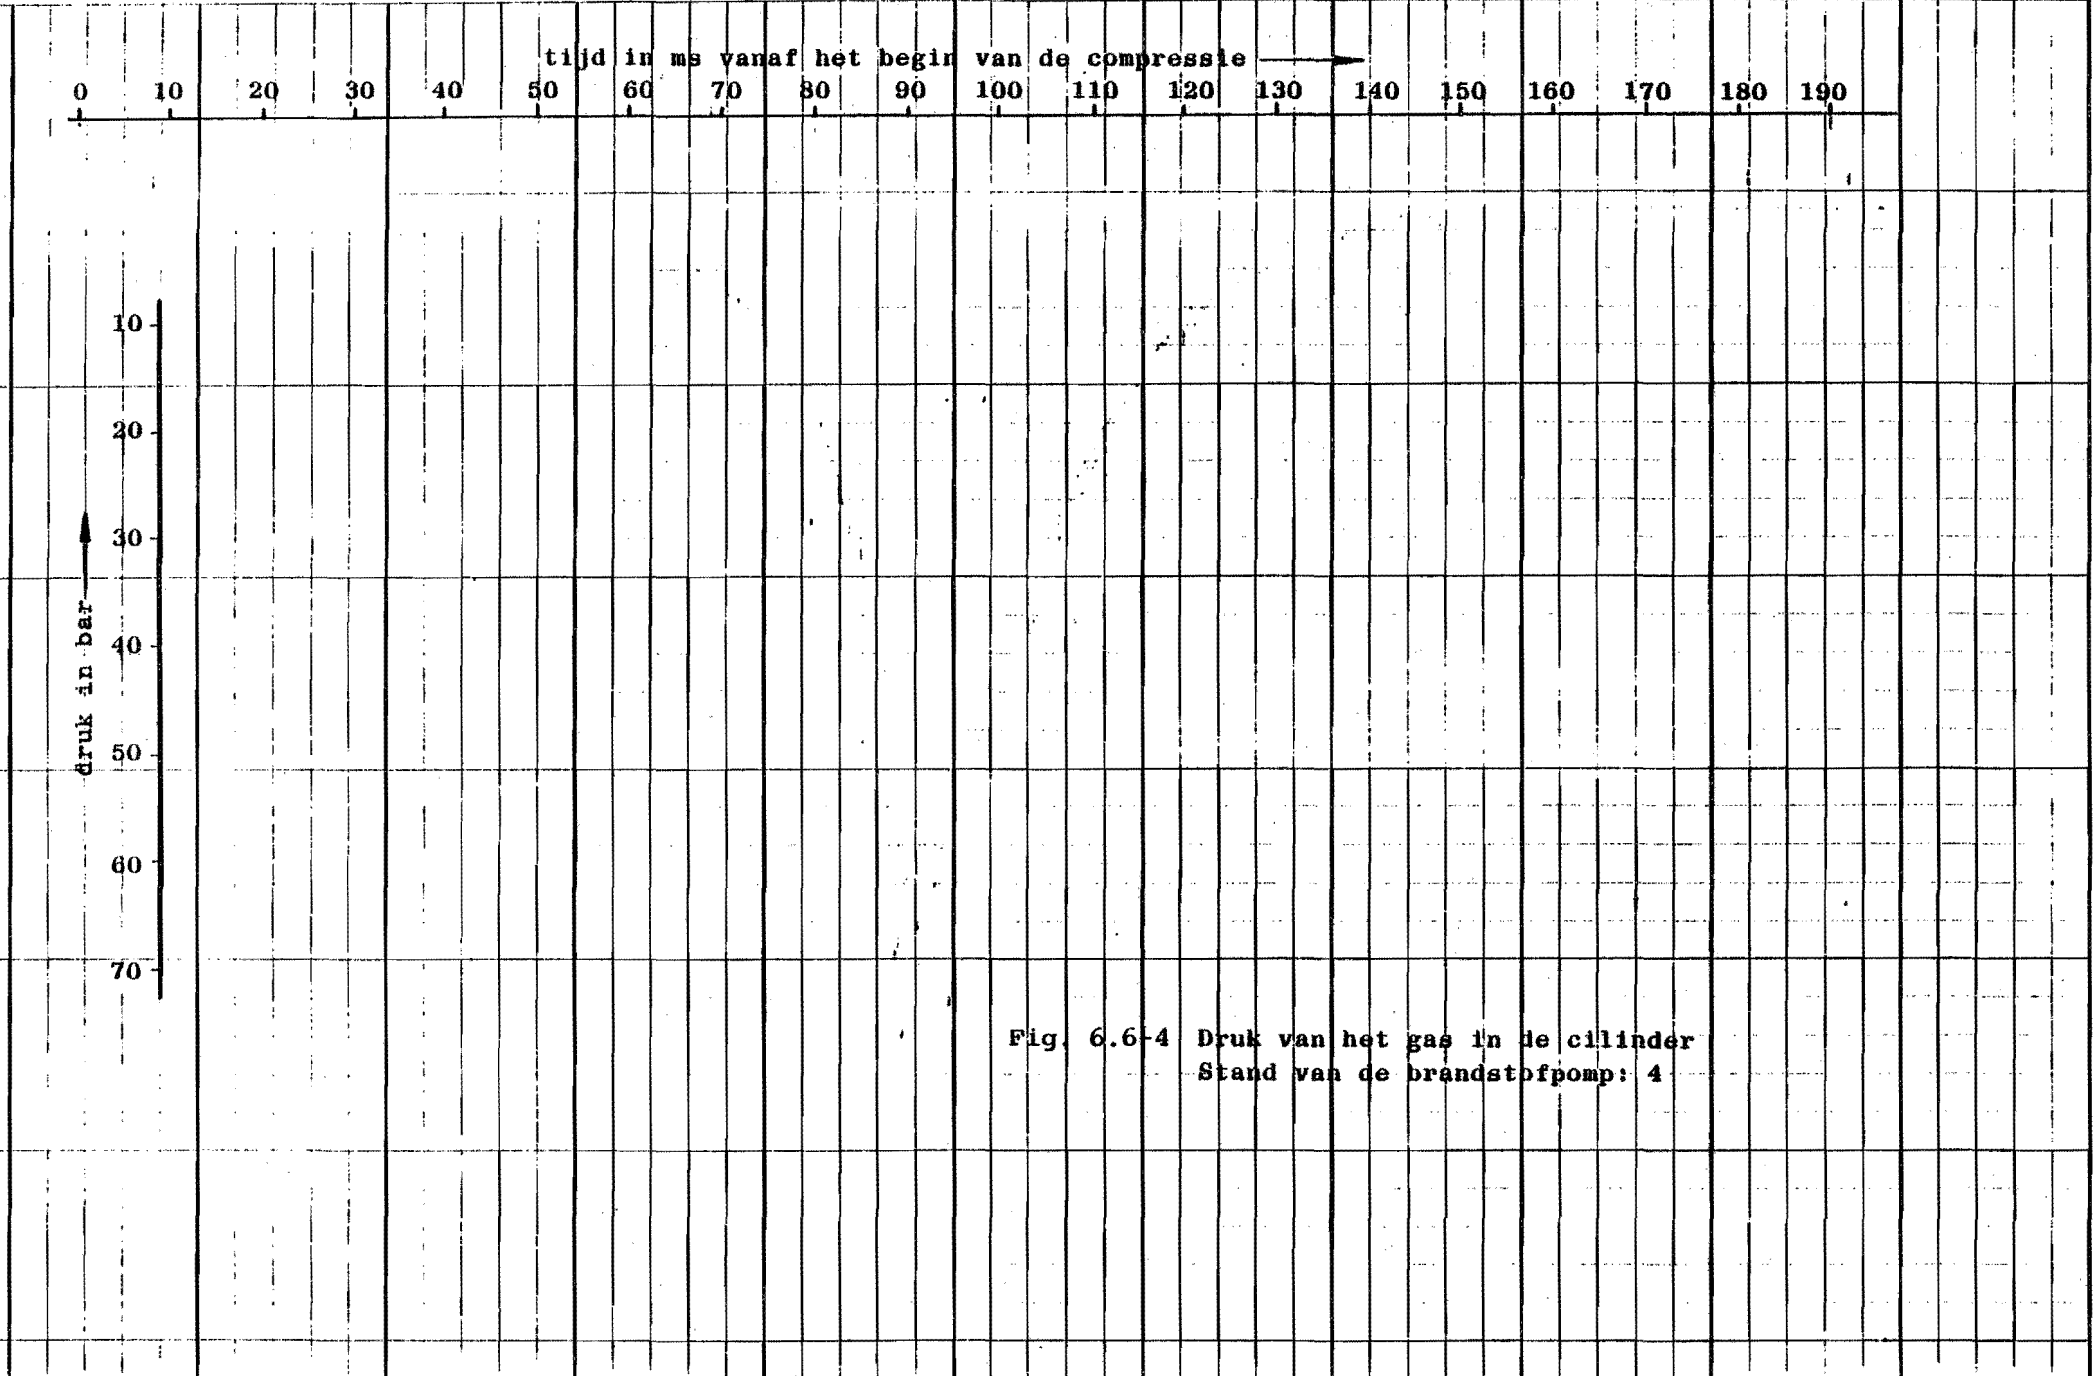 tijd in ms vanaf het begin van de compressie
0 10 20 30 40 50 60 70 80 90 100 110 120 130 140 150 160 170 180 190
10
20
30
40
50
60
70
druk in bar
Fig. 6.6-4 Druk van het gas in de cilinder
Stand van de brandstofpomp: 4